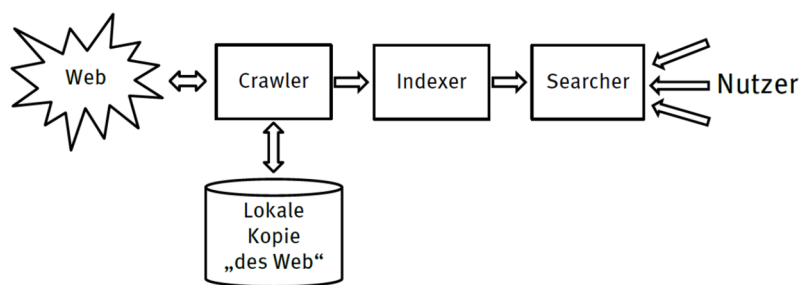 Web
Crawler
Indexer
Searcher
Nutzer
Lokale
Kopie
„des Web“